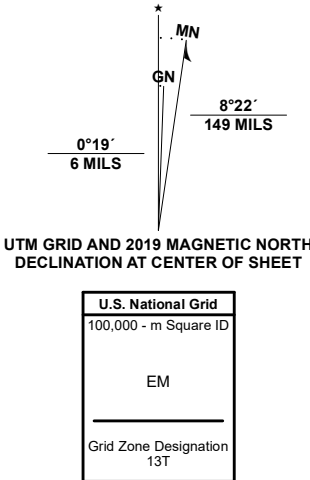 ★
MN
GN
8°22´
149 MILS
0°19´
6 MILS
UTM GRID AND 2019 MAGNETIC NORTH
DECLINATION AT CENTER OF SHEET
U.S. National Grid
100,000 - m Square ID
EM
Grid Zone Designation
13T